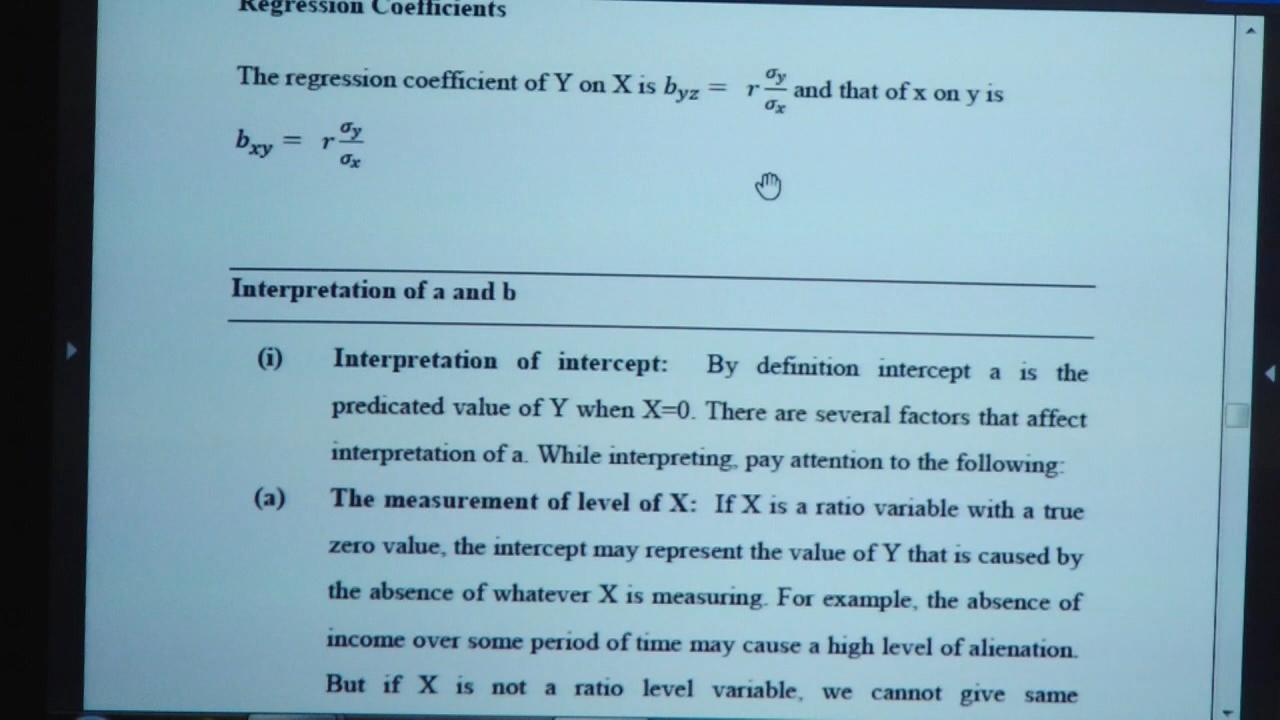 Regression Coefficients
The regression coefficient of Y on X is b_yz = r σ_y/σ_x and that of x on y is
b_xy = r σ_y/σ_x
Interpretation of a and b
(i) Interpretation of intercept: By definition intercept a is the
predicated value of Y when X=0. There are several factors that affect
interpretation of a. While interpreting, pay attention to the following:
(a) The measurement of level of X: If X is a ratio variable with a true
zero value, the intercept may represent the value of Y that is caused by
the absence of whatever X is measuring. For example, the absence of
income over some period of time may cause a high level of alienation.
But if X is not a ratio level variable, we cannot give same